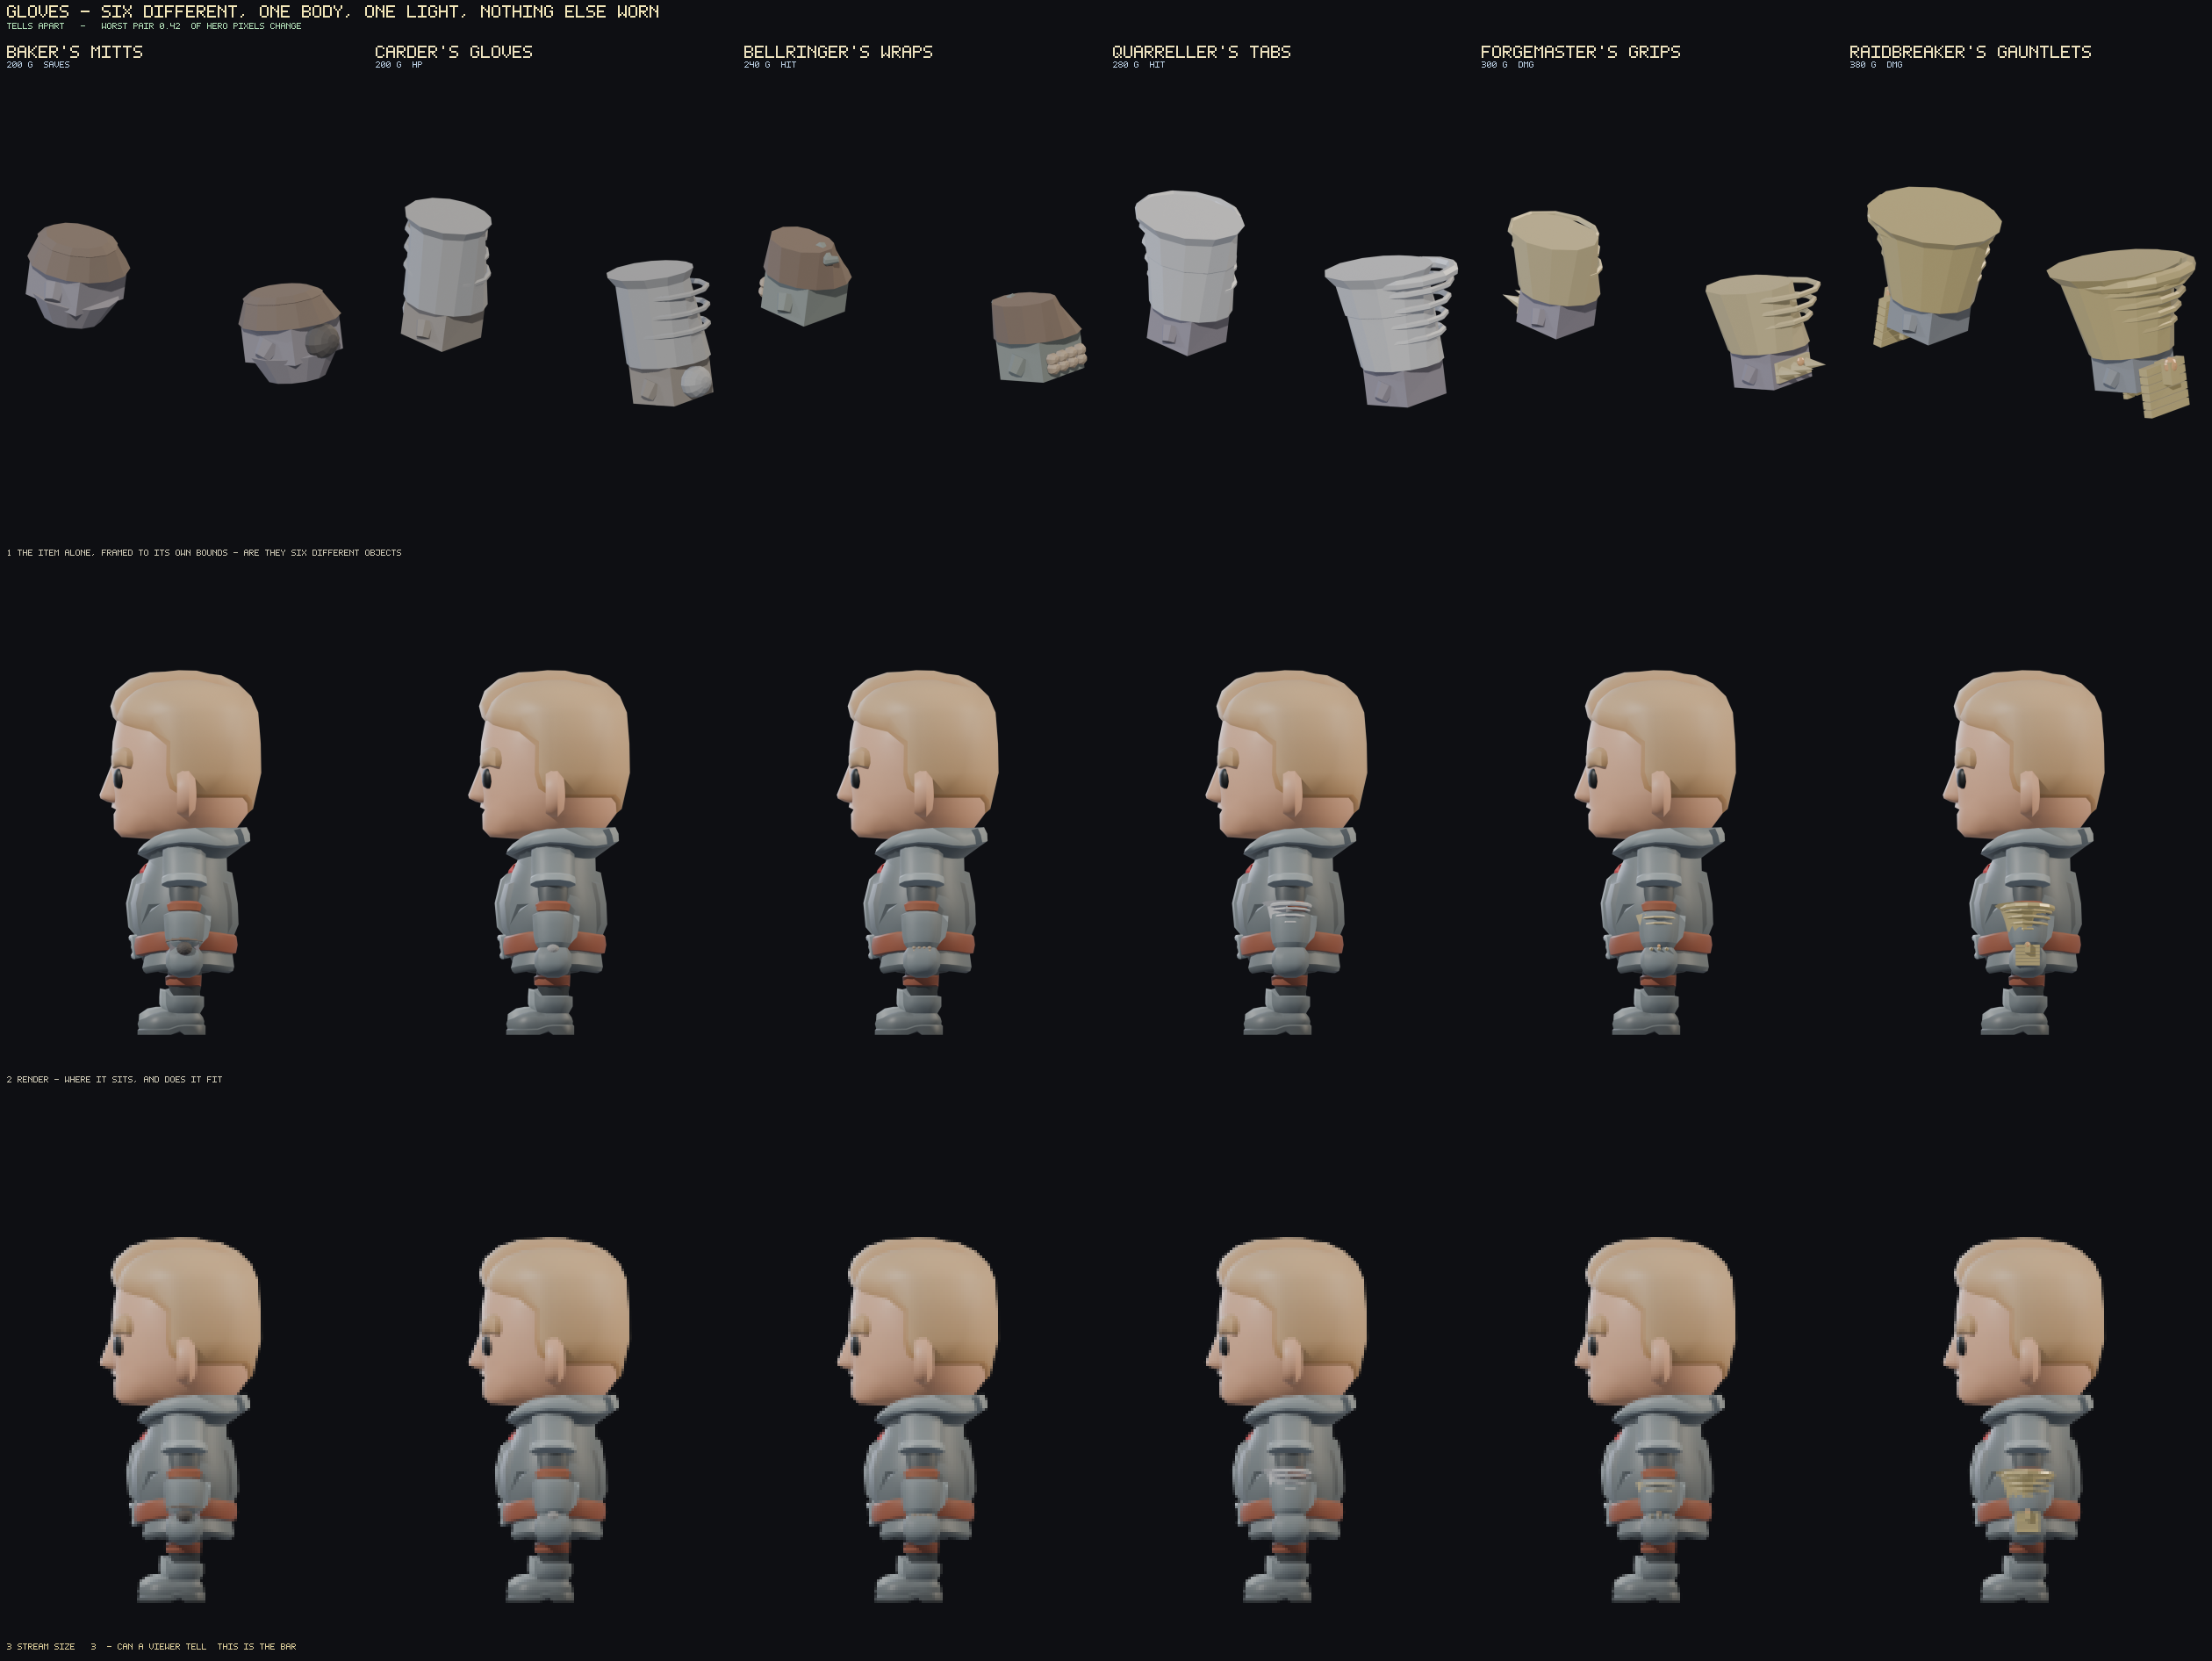 GLOVES - SIX DIFFERENT, ONE BODY, ONE LIGHT, NOTHING ELSE WORN
TELLS APART - WORST PAIR 0.42 OF HERO PIXELS CHANGE
BAKER'S MITTS
200 G SAVES
CARDER'S GLOVES
200 G HP
BELLRINGER'S WRAPS
240 G HIT
QUARRELLER'S TABS
280 G HIT
FORGEMASTER'S GRIPS
300 G DMG
RAIDBREAKER'S GAUNTLETS
380 G DMG
1 THE ITEM ALONE, FRAMED TO ITS OWN BOUNDS - ARE THEY SIX DIFFERENT OBJECTS
2 RENDER - WHERE IT SITS, AND DOES IT FIT
3 STREAM SIZE 3 - CAN A VIEWER TELL THIS IS THE BAR